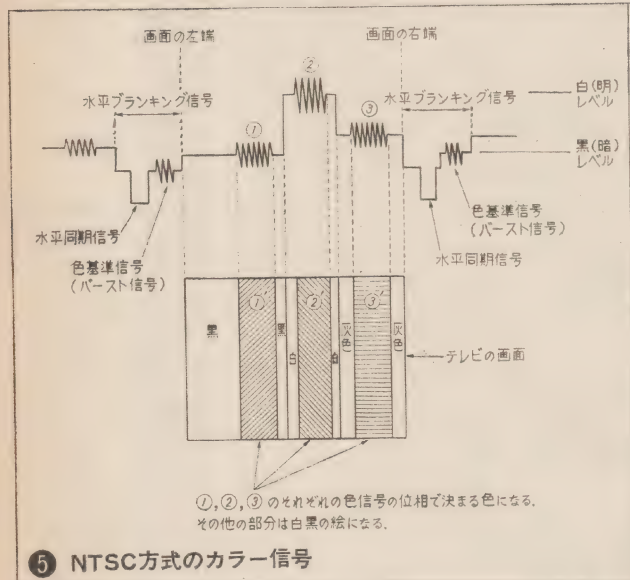 画面の左端
画面の右端
②
水平ブランキング信号
水平ブランキング信号
白(明)
レベル
①
③
黒(暗)
レベル
水平同期信号
色基準信号
(バースト信号)
色基準信号
(バースト信号)
水平同期信号
黒
①'
黒
白
②'
白
灰色
③'
灰色
テレビの画面
①,②,③のそれぞれの色信号の位相で決まる色になる.
その他の部分は白黒の絵になる.
❺ NTSC方式のカラー信号